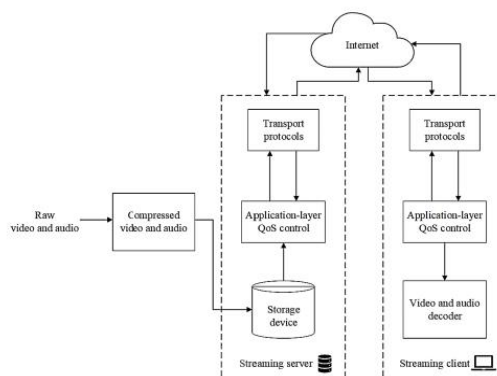 Internet
Transport
protocols
Transport
protocols
Raw
video and audio
Compressed
video and audio
Application-layer
QoS control
Application-layer
QoS control
Storage
device
Video and audio
decoder
Streaming server
Streaming client